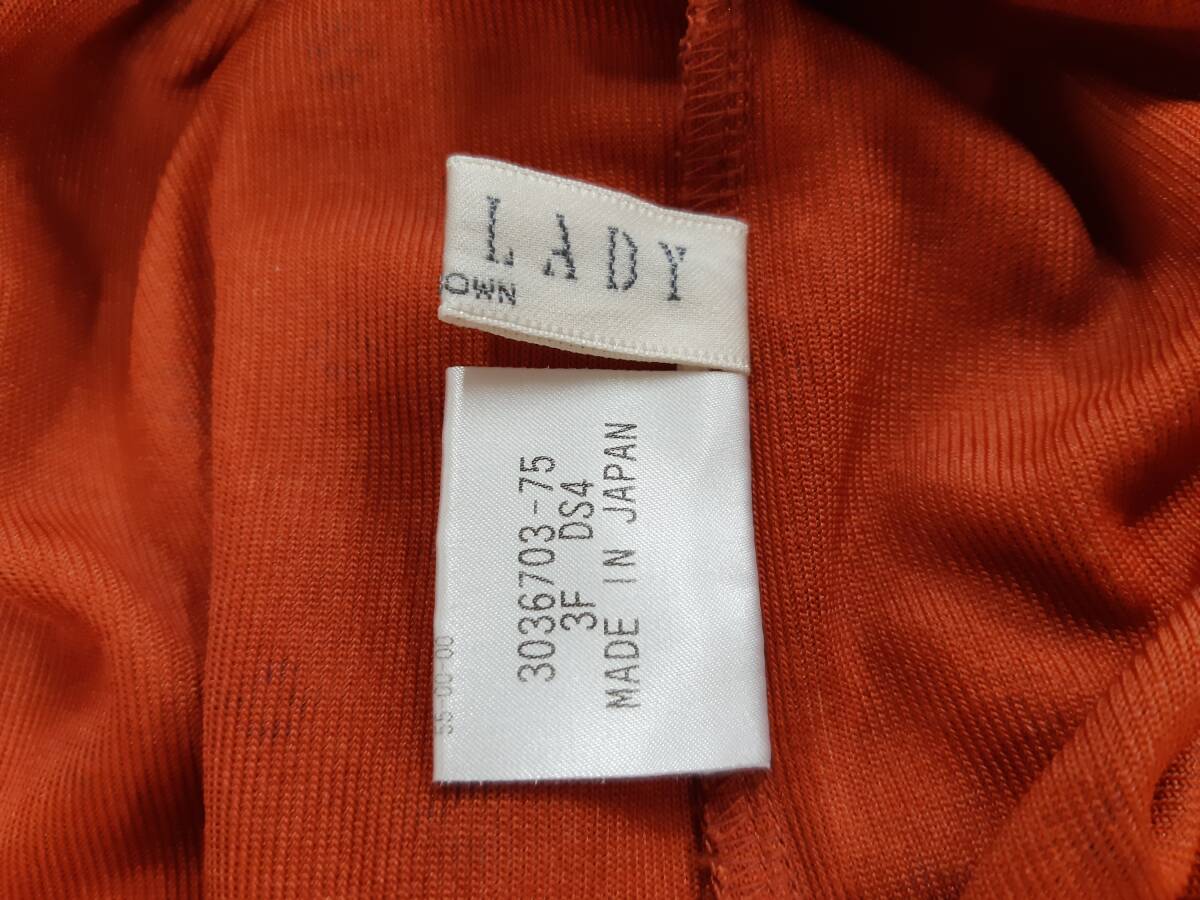 LADY
OWN
3036703-75
3F DS4
MADE IN JAPAN
55-00-00